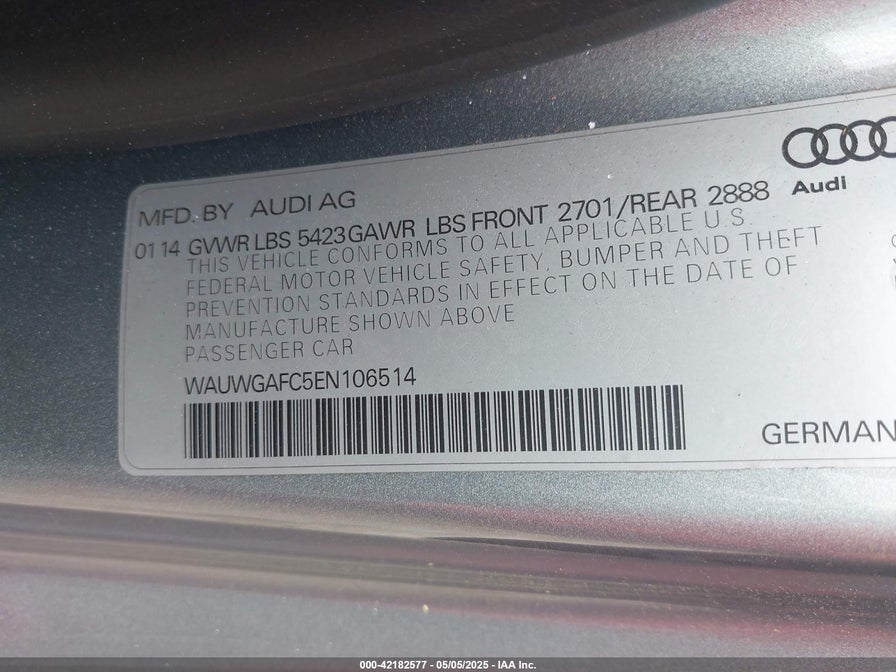 Audi
MFD. BY AUDI AG
01 14 GVWR LBS 5423 GAWR LBS FRONT 2701/REAR 2888
THIS VEHICLE CONFORMS TO ALL APPLICABLE U.S.
FEDERAL MOTOR VEHICLE SAFETY, BUMPER AND THEFT
PREVENTION STANDARDS IN EFFECT ON THE DATE OF
MANUFACTURE SHOWN ABOVE
PASSENGER CAR
WAUWGAFC5EN106514
GERMAN
000-42182577 - 05/05/2025 - IAA Inc.